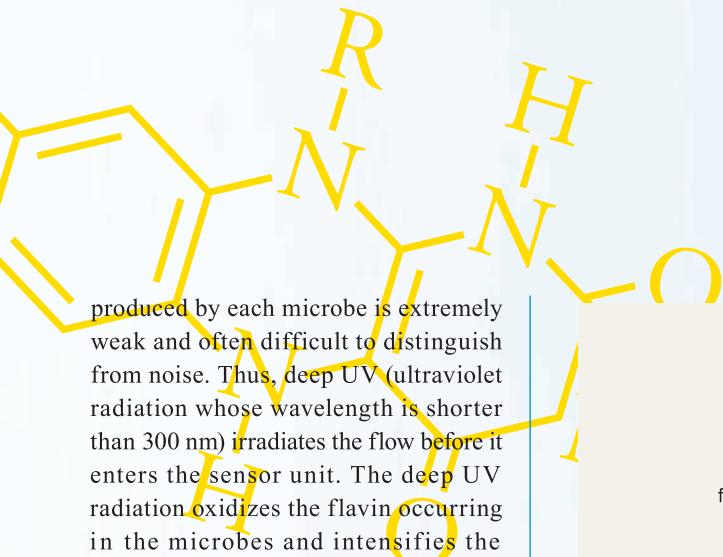 R
H
N
N
O
produced by each microbe is extremely
weak and often difficult to distinguish
from noise. Thus, deep UV (ultraviolet
radiation whose wavelength is shorter
than 300 nm) irradiates the flow before it
enters the sensor unit. The deep UV
radiation oxidizes the flavin occurring
in the microbes and intensifies the
N
H
O
f